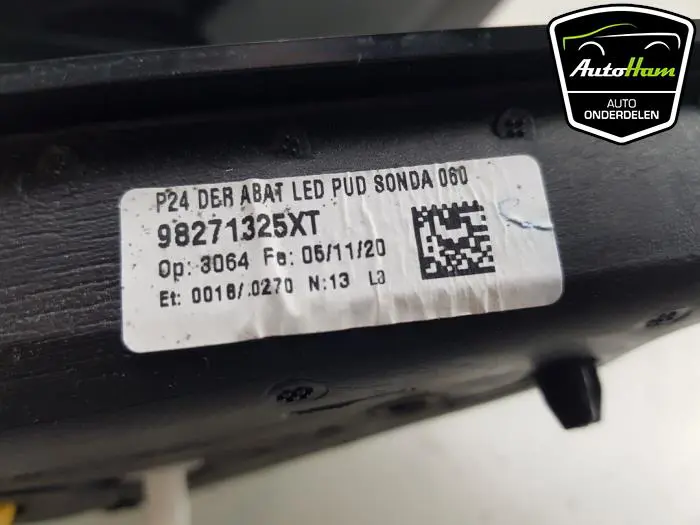 AutoHam
AUTO
ONDERDELEN
P24 DER ABAT LED PUD SONDA 060
98271325XT
Op: 3064 Fe: 05/11/20
Et: 0018/.0270 N:13 L3